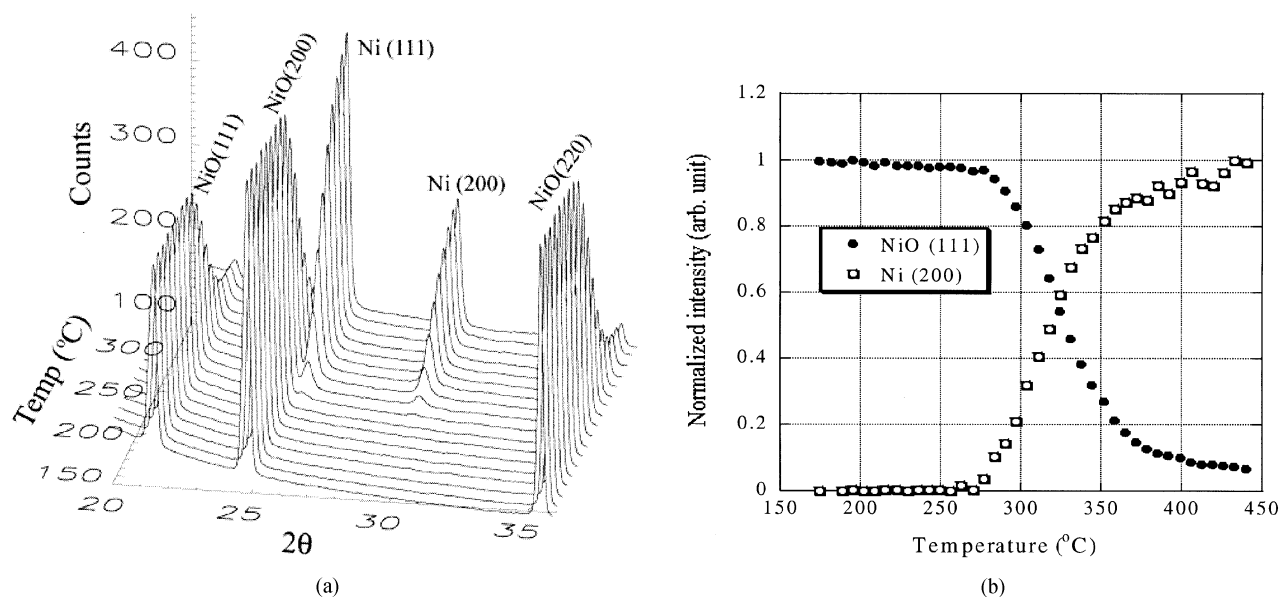 400
300
200
100
Counts
NiO(111)
NiO(200)
Ni (111)
Ni (200)
NiO(220)
300
250
200
150
Temp (°C)
20
25
30
35
2θ
(a)
1.2
1
0.8
0.6
0.4
0.2
0
Normalized intensity (arb. unit)
NiO (111)
Ni (200)
150 200 250 300 350 400 450
Temperature (°C)
(b)